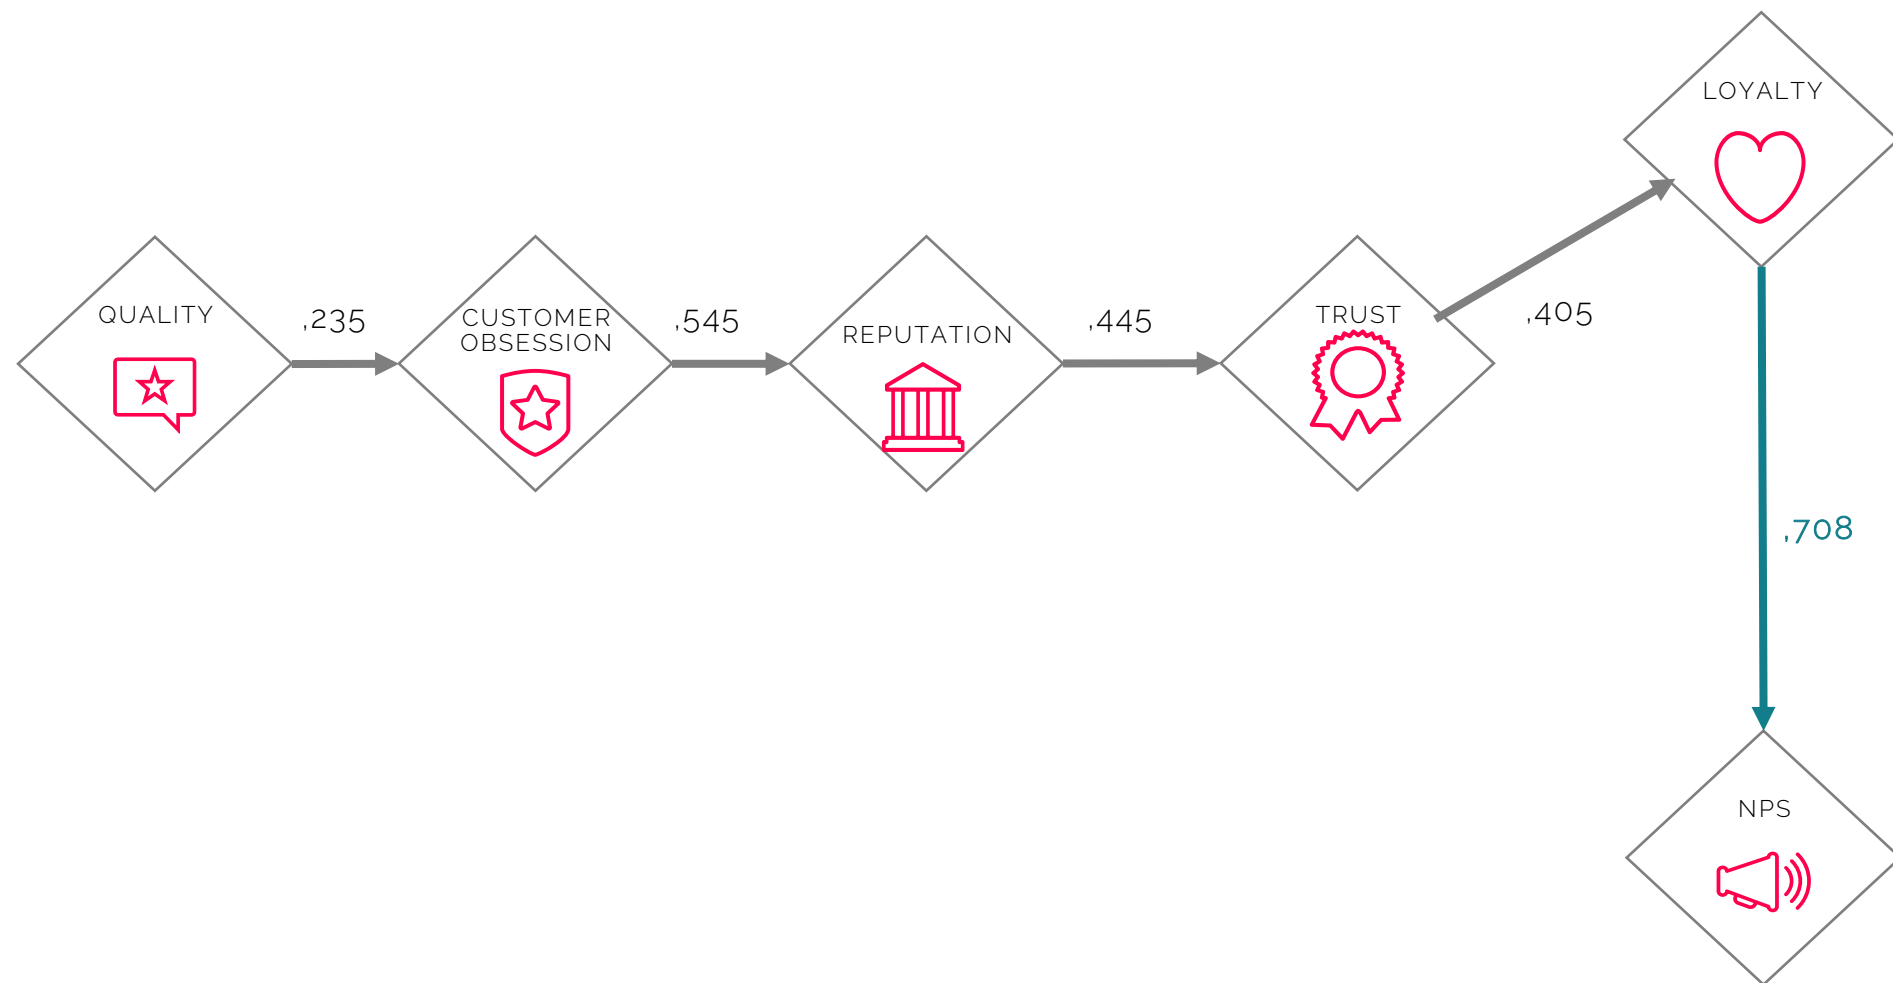 LOYALTY
QUALITY
,235
CUSTOMER
OBSESSION
,545
REPUTATION
,445
TRUST
,405
,708
NPS